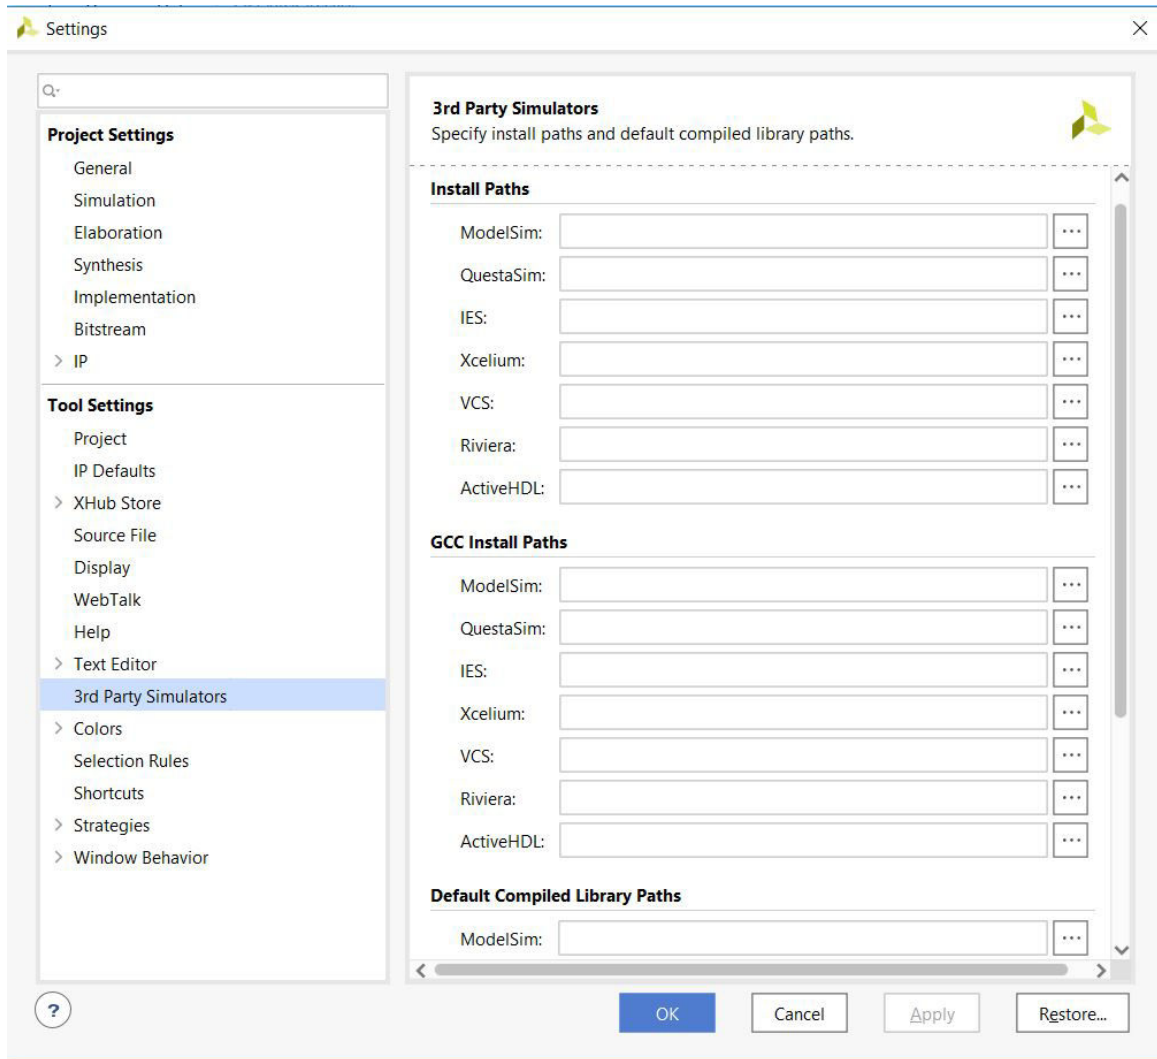 Settings
Project Settings
General
Simulation
Elaboration
Synthesis
Implementation
Bitstream
IP
Tool Settings
Project
IP Defaults
XHub Store
Source File
Display
WebTalk
Help
Text Editor
3rd Party Simulators
Colors
Selection Rules
Shortcuts
Strategies
Window Behavior
3rd Party Simulators
Specify install paths and default compiled library paths.
Install Paths
ModelSim:
QuestaSim:
IES:
Xcelium:
VCS:
Riviera:
ActiveHDL:
GCC Install Paths
ModelSim:
QuestaSim:
IES:
Xcelium:
VCS:
Riviera:
ActiveHDL:
Default Compiled Library Paths
ModelSim:
? OK Cancel Apply Restore...